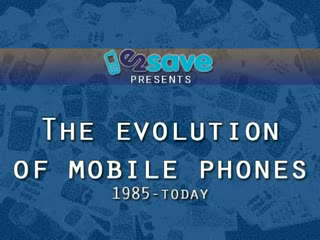 e2save
PRESENTS
THE EVOLUTION
OF MOBILE PHONES
1985-TODAY